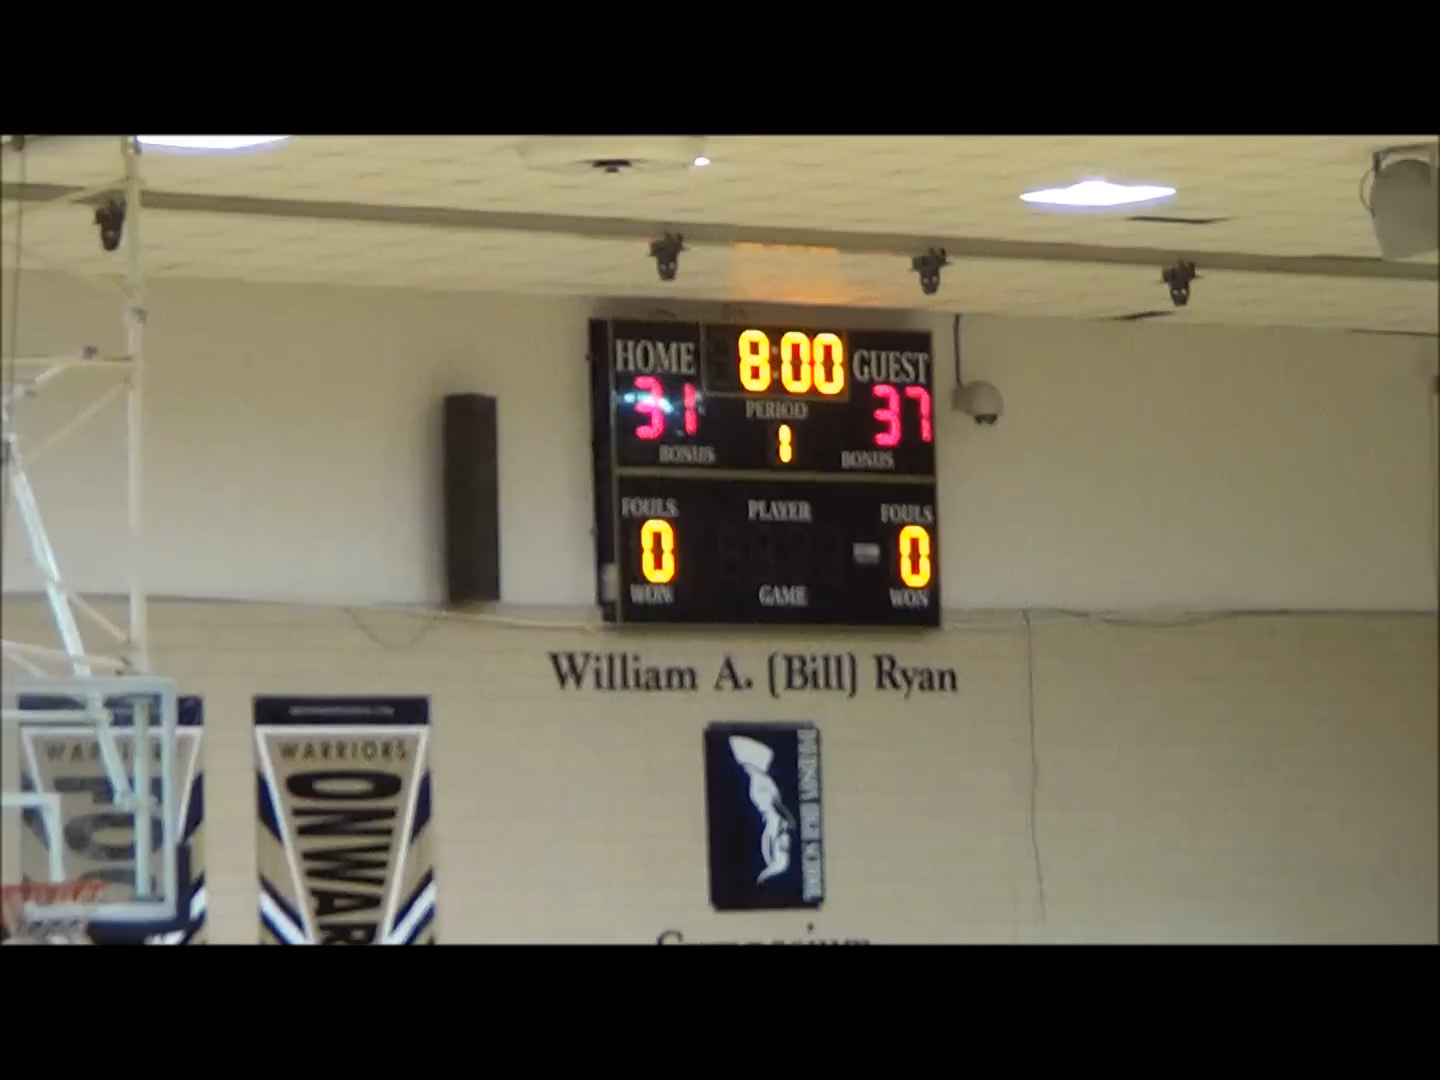 HOME 8:00 GUEST
31 PERIOD 37
BONUS 1 BONUS
FOULS PLAYER FOULS
0 0
WON GAME WON
William A. (Bill) Ryan
WARRIORS
WARRIORS
ONWAR
Gymnasium